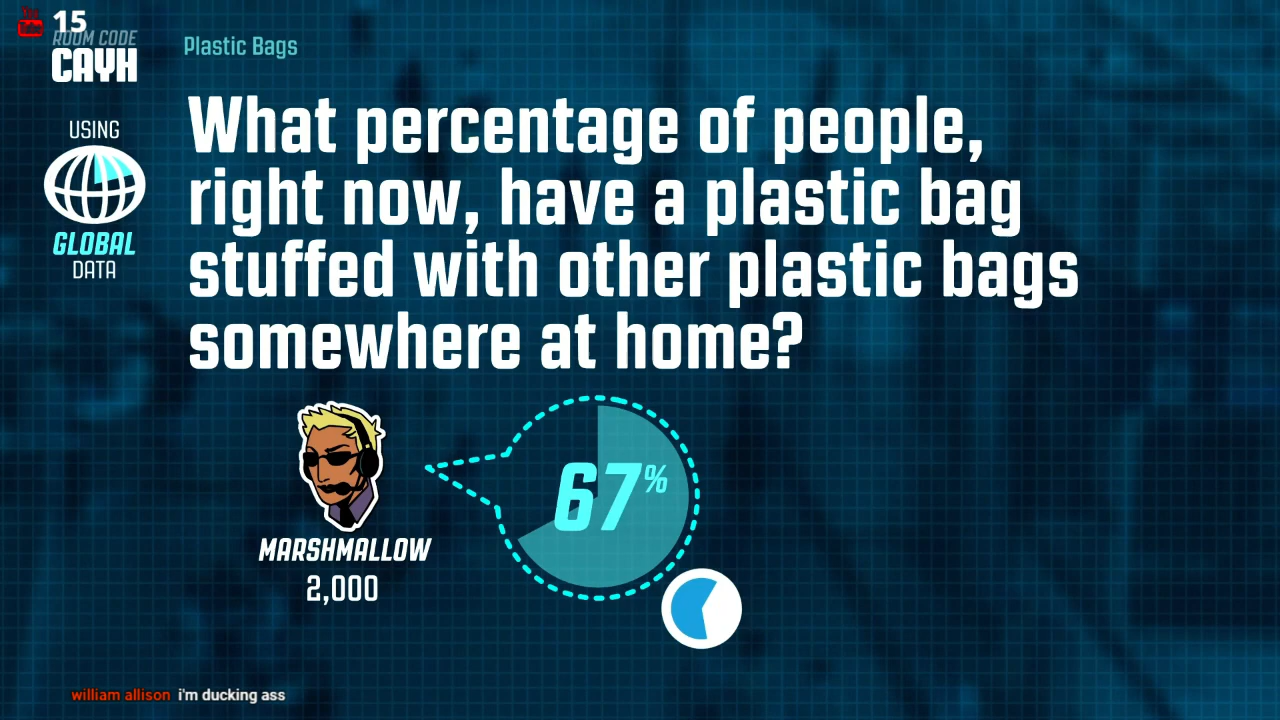 15
ROOM CODE
CAYH
Plastic Bags
USING
GLOBAL
DATA
What percentage of people,
right now, have a plastic bag
stuffed with other plastic bags
somewhere at home?
67%
MARSHMALLOW
2,000
william allison i'm ducking ass